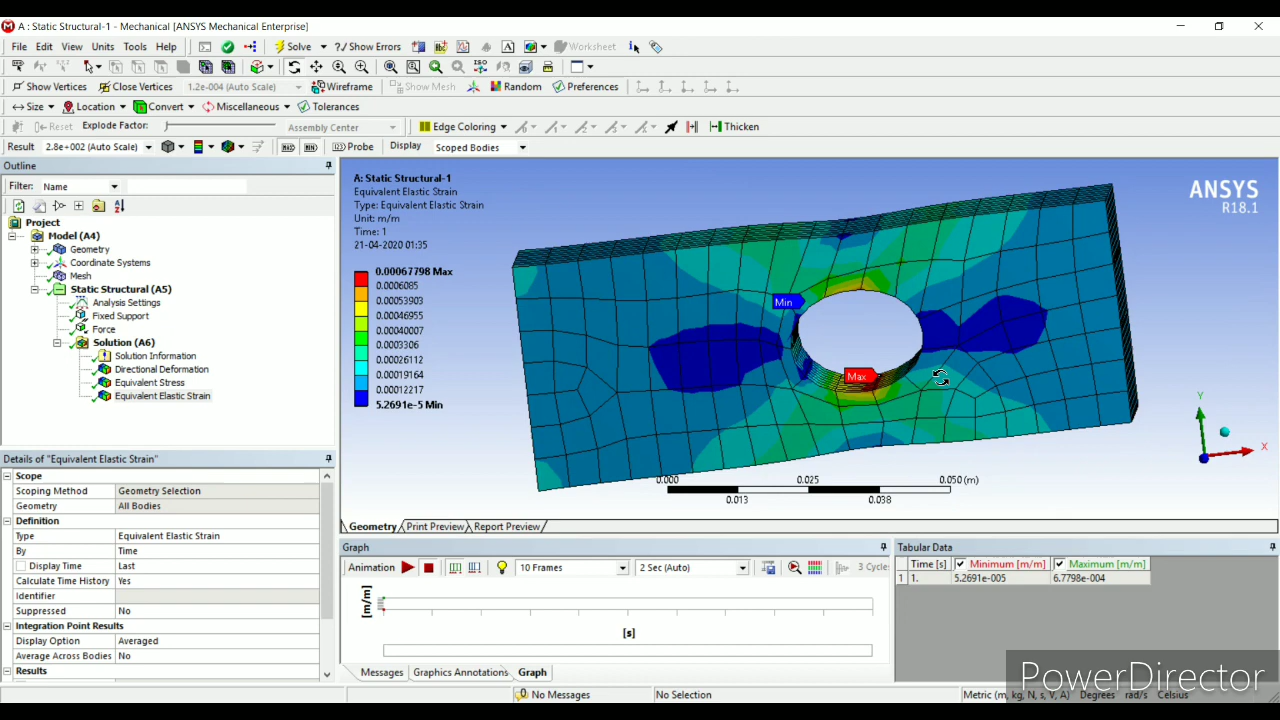 A : Static Structural-1 - Mechanical [ANSYS Mechanical Enterprise]
File Edit View Units Tools Help Solve ?/ Show Errors Worksheet
Show Vertices Close Vertices 1.2e-004 (Auto Scale) Wireframe Show Mesh Random Preferences
Size Location Convert Miscellaneous Tolerances
Reset Explode Factor: Assembly Center Edge Coloring Thicken
Result 2.8e+002 (Auto Scale) Probe Display Scoped Bodies
Outline
Filter: Name
Project
Model (A4)
Geometry
Coordinate Systems
Mesh
Static Structural (A5)
Analysis Settings
Fixed Support
Force
Solution (A6)
Solution Information
Directional Deformation
Equivalent Stress
Equivalent Elastic Strain
Details of "Equivalent Elastic Strain"
Scope
Scoping Method Geometry Selection
Geometry All Bodies
Definition
Type Equivalent Elastic Strain
By Time
Display Time Last
Calculate Time History Yes
Identifier
Suppressed No
Integration Point Results
Display Option Averaged
Average Across Bodies No
Results
A: Static Structural-1
Equivalent Elastic Strain
Type: Equivalent Elastic Strain
Unit: m/m
Time: 1
21-04-2020 01:35
0.00067798 Max
0.0006085
0.00053903
0.00046955
0.00040007
0.0003306
0.00026112
0.00019164
0.00012217
5.2691e-5 Min
ANSYS
R18.1
Min
Max
Y
X
0.000 0.025 0.050 (m)
0.013 0.038
Geometry Print Preview Report Preview
Graph
Animation 10 Frames 2 Sec (Auto) 3 Cycle
[m/m]
[s]
Messages Graphics Annotations Graph
Tabular Data
Time [s] Minimum [m/m] Maximum [m/m]
1 1. 5.2691e-005 6.7798e-004
PowerDirector
No Messages No Selection Metric (m, kg, N, s, V, A) Degrees rad/s Celsius